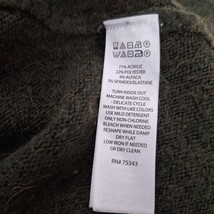 71% ACRYLIC
22% POLYESTER
4% ALPACA
3% SPANDEX/ELASTANE
TURN INSIDE OUT
MACHINE WASH COOL
DELICATE CYCLE
WASH WITH LIKE COLORS
USE MILD DETERGENT
ONLY NON-CHLORINE
BLEACH WHEN NEEDED
RESHAPE WHILE DAMP
DRY FLAT
LOW IRON IF NEEDED
OR DRY CLEAN
RN# 75343